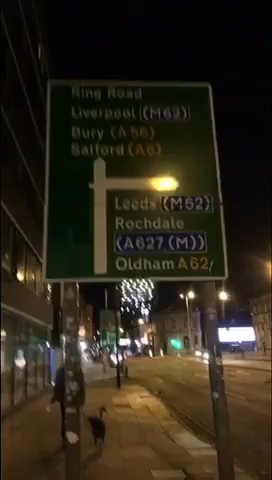 Ring Road
Liverpool (M62)
Bury (A56)
Salford (A6)
Leeds (M62)
Rochdale
(A627(M))
Oldham A62